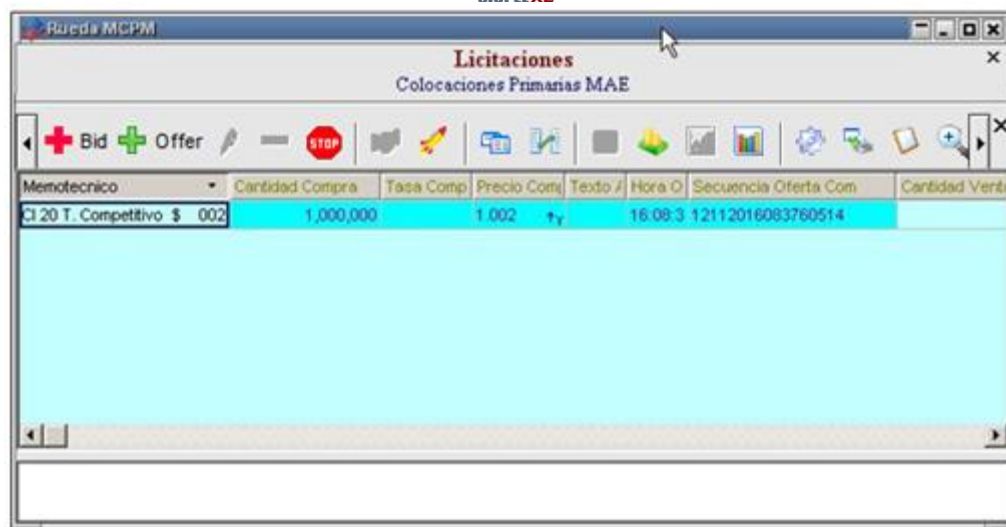 Rueda MCPM
Licitaciones
Colocaciones Primarias MAE
Bid Offer STOP
Memotecnico Cantidad Compra Tasa Comp Precio Com Texto Hora O Secuencia Oferta Com Cantidad Vent
CI 20 T. Competitivo $ 002 1,000,000 1.002 16:08:3 12112016083760514